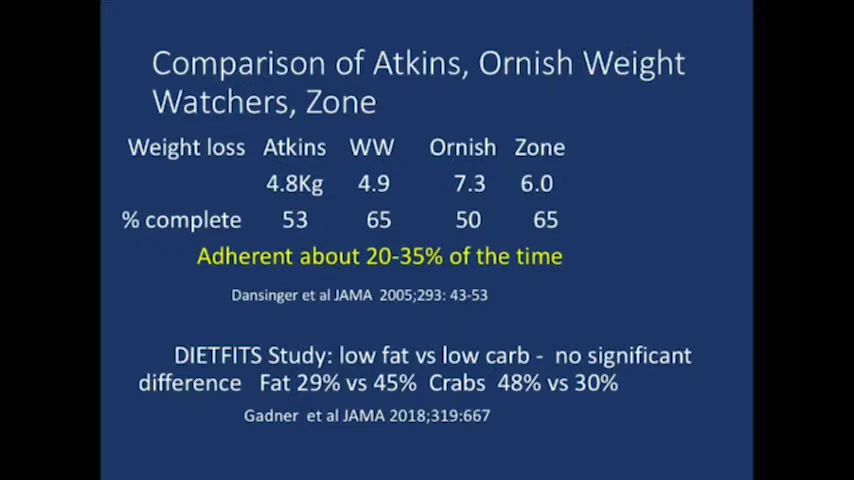 Comparison of Atkins, Ornish Weight
Watchers, Zone
Weight loss Atkins WW Ornish Zone
4.8Kg 4.9 7.3 6.0
% complete 53 65 50 65
Adherent about 20-35% of the time
Dansinger et al JAMA 2005;293: 43-53
DIETFITS Study: low fat vs low carb - no significant
difference Fat 29% vs 45% Crabs 48% vs 30%
Gadner et al JAMA 2018;319:667